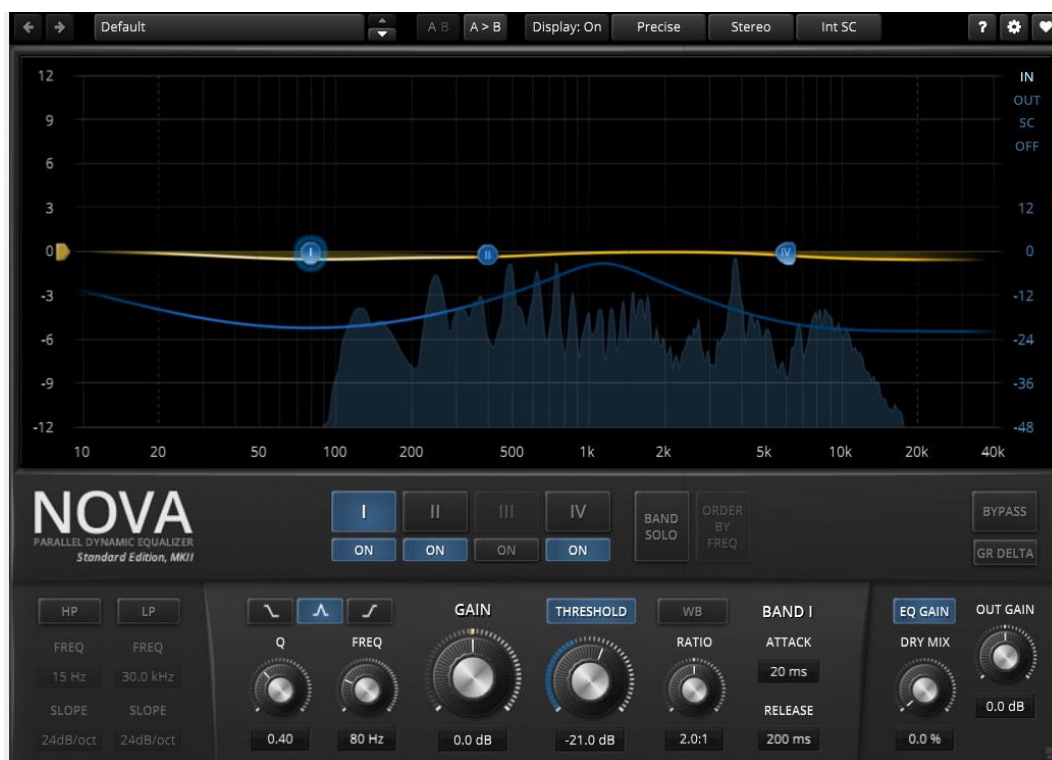 Default A B A > B Display: On Precise Stereo Int SC ?
12 IN
OUT
9 SC
OFF
6
3 12
0 I II IV 0
-3 -12
-6 -24
-9 -36
-12 -48
10 20 50 100 200 500 1k 2k 5k 10k 20k 40k
NOVA
PARALLEL DYNAMIC EQUALIZER
Standard Edition, MKII
I II III IV
ON ON ON ON
BAND
SOLO
ORDER
BY
FREQ
BYPASS
GR DELTA
HP LP GAIN THRESHOLD WB BAND I EQ GAIN OUT GAIN
FREQ FREQ Q FREQ RATIO ATTACK DRY MIX
15 Hz 30.0 kHz 20 ms
SLOPE SLOPE RELEASE 0.0 dB
24dB/oct 24dB/oct 0.40 80 Hz 0.0 dB -21.0 dB 2.0:1 200 ms 0.0 %